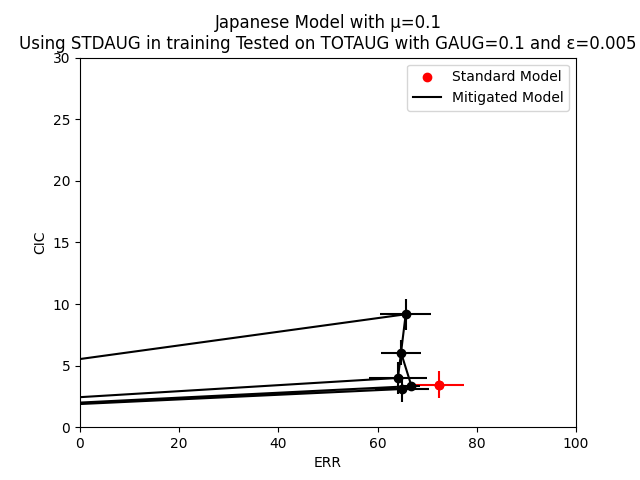 Japanese Model with μ=0.1
Using STDAUG in training Tested on TOTAUG with GAUG=0.1 and ε=0.005
30
25
20
15
10
5
0
CIC
Standard Model
Mitigated Model
0 20 40 60 80 100
ERR